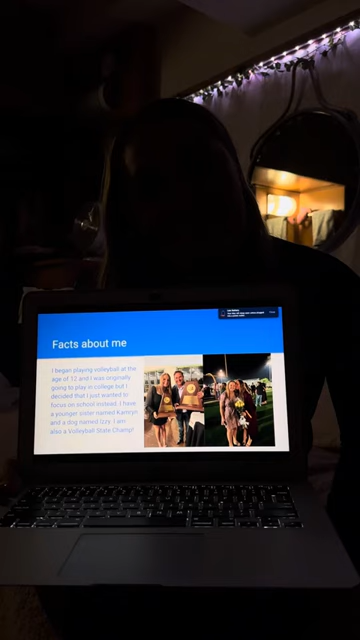 Facts about me
I began playing volleyball at the
age of 12 and I was originally
going to play in college but I
decided that I just wanted to
focus on school instead. I have
a younger sister named Kamryn
and a dog named Izzy. I am
also a Volleyball State Champ!